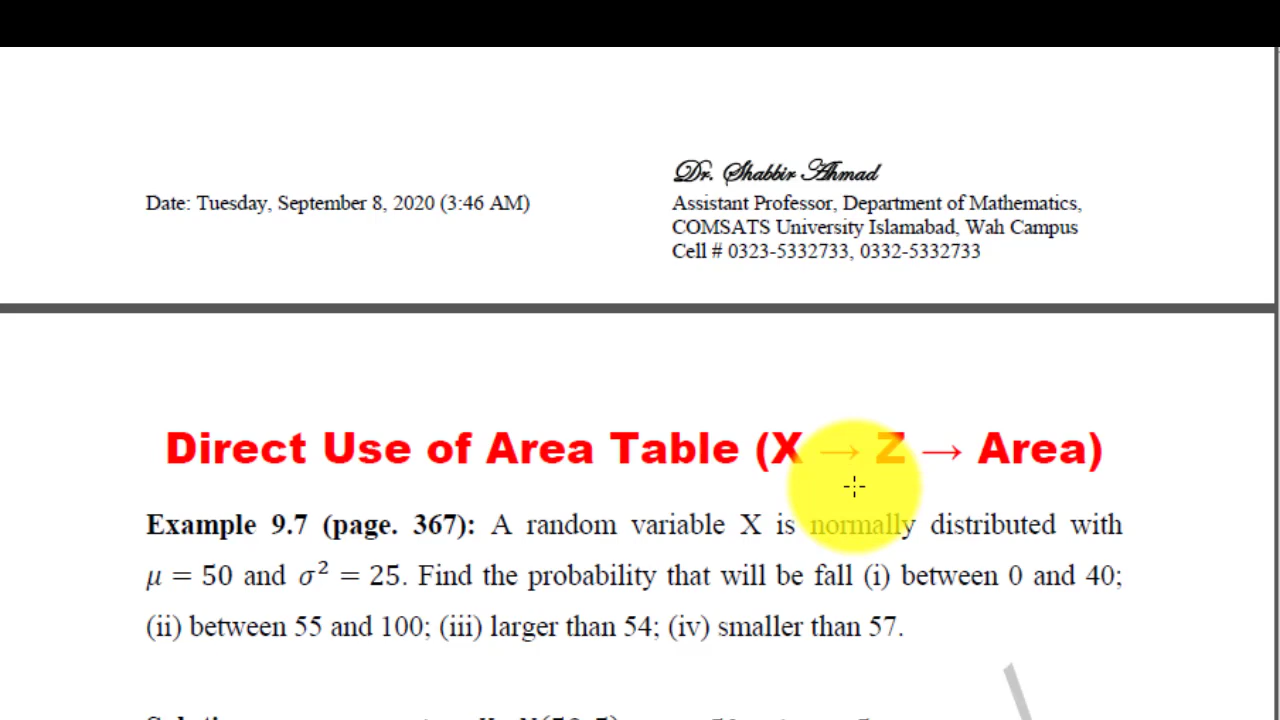 Dr. Shabbir Ahmad
Date: Tuesday, September 8, 2020 (3:46 AM)
Assistant Professor, Department of Mathematics,
COMSATS University Islamabad, Wah Campus
Cell # 0323-5332733, 0332-5332733
Direct Use of Area Table (X → Z → Area)
Example 9.7 (page. 367): A random variable X is normally distributed with
μ = 50 and σ² = 25. Find the probability that will be fall (i) between 0 and 40;
(ii) between 55 and 100; (iii) larger than 54; (iv) smaller than 57.